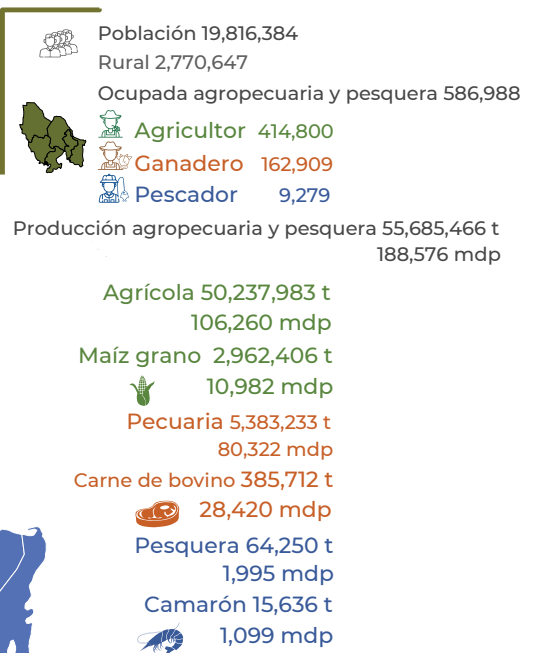 Población 19,816,384
Rural 2,770,647
Ocupada agropecuaria y pesquera 586,988
Agricultor 414,800
Ganadero 162,909
Pescador 9,279
Producción agropecuaria y pesquera 55,685,466 t
188,576 mdp
Agrícola 50,237,983 t
106,260 mdp
Maíz grano 2,962,406 t
10,982 mdp
Pecuaria 5,383,233 t
80,322 mdp
Carne de bovino 385,712 t
28,420 mdp
Pesquera 64,250 t
1,995 mdp
Camarón 15,636 t
1,099 mdp